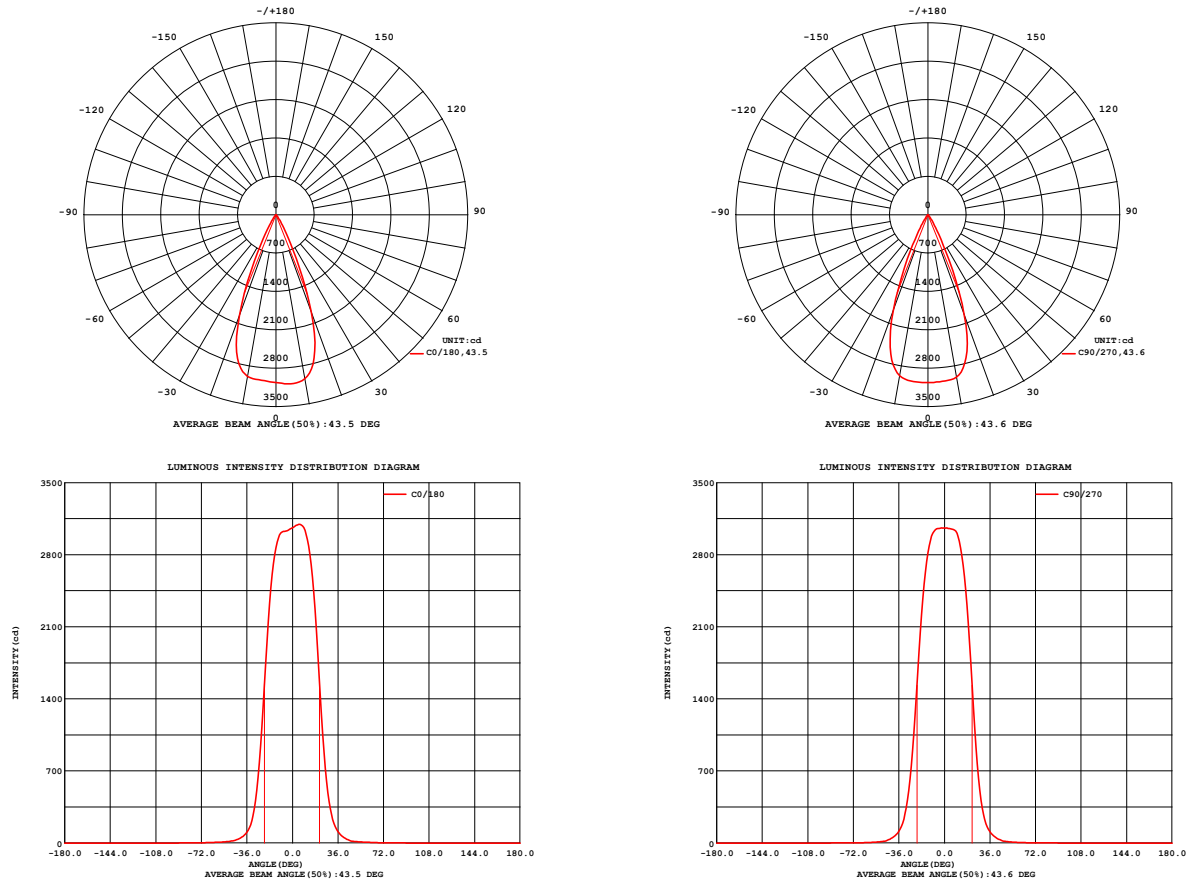 -/+180
-150 150
-120 120
-90 90
-60 60
-30 30
0
700
1400
2100
2800
3500
0
UNIT:cd
C0/180,43.5
AVERAGE BEAM ANGLE(50%):43.5 DEG
-/+180
-150 150
-120 120
-90 90
-60 60
-30 30
0
700
1400
2100
2800
3500
0
UNIT:cd
C90/270,43.6
AVERAGE BEAM ANGLE(50%):43.6 DEG
LUMINOUS INTENSITY DISTRIBUTION DIAGRAM
C0/180
INTENSITY(cd)
3500
2800
2100
1400
700
0
-180.0 -144.0 -108.0 -72.0 -36.0 0.0 36.0 72.0 108.0 144.0 180.0
ANGLE(DEG)
AVERAGE BEAM ANGLE(50%):43.5 DEG
LUMINOUS INTENSITY DISTRIBUTION DIAGRAM
C90/270
INTENSITY(cd)
3500
2800
2100
1400
700
0
-180.0 -144.0 -108.0 -72.0 -36.0 0.0 36.0 72.0 108.0 144.0 180.0
ANGLE(DEG)
AVERAGE BEAM ANGLE(50%):43.6 DEG